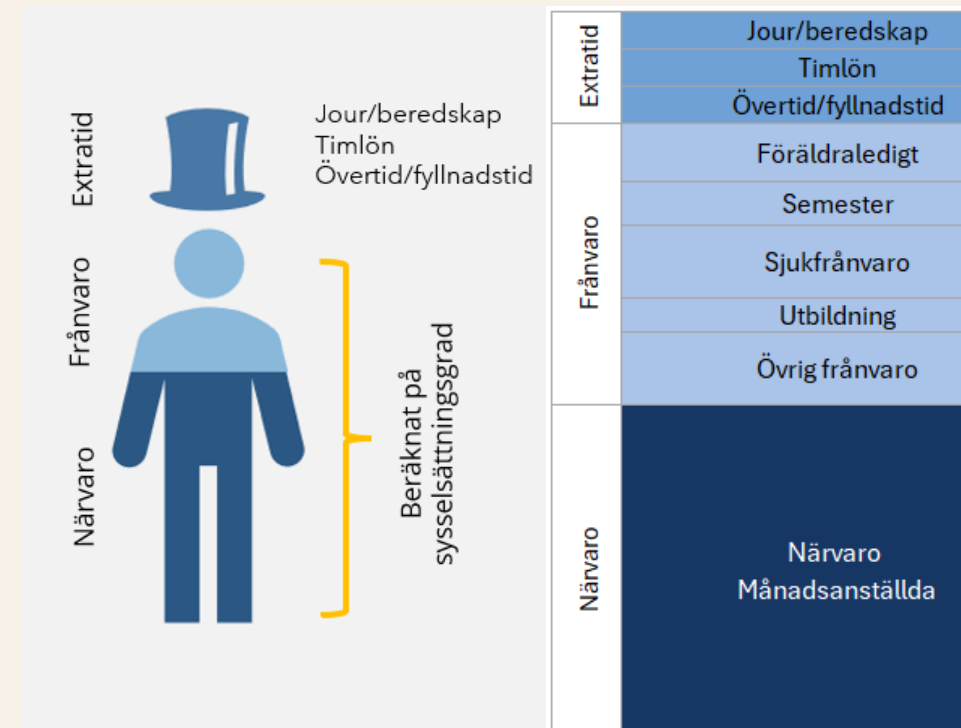 Extratid
Jour/beredskap
Timlön
Övertid/fyllnadstid
Frånvaro
Närvaro
Beräknat på
sysselsättningsgrad
Extratid
Jour/beredskap
Timlön
Övertid/fyllnadstid
Frånvaro
Föräldraledigt
Semester
Sjukfrånvaro
Utbildning
Övrig frånvaro
Närvaro
Närvaro
Månadsanställda